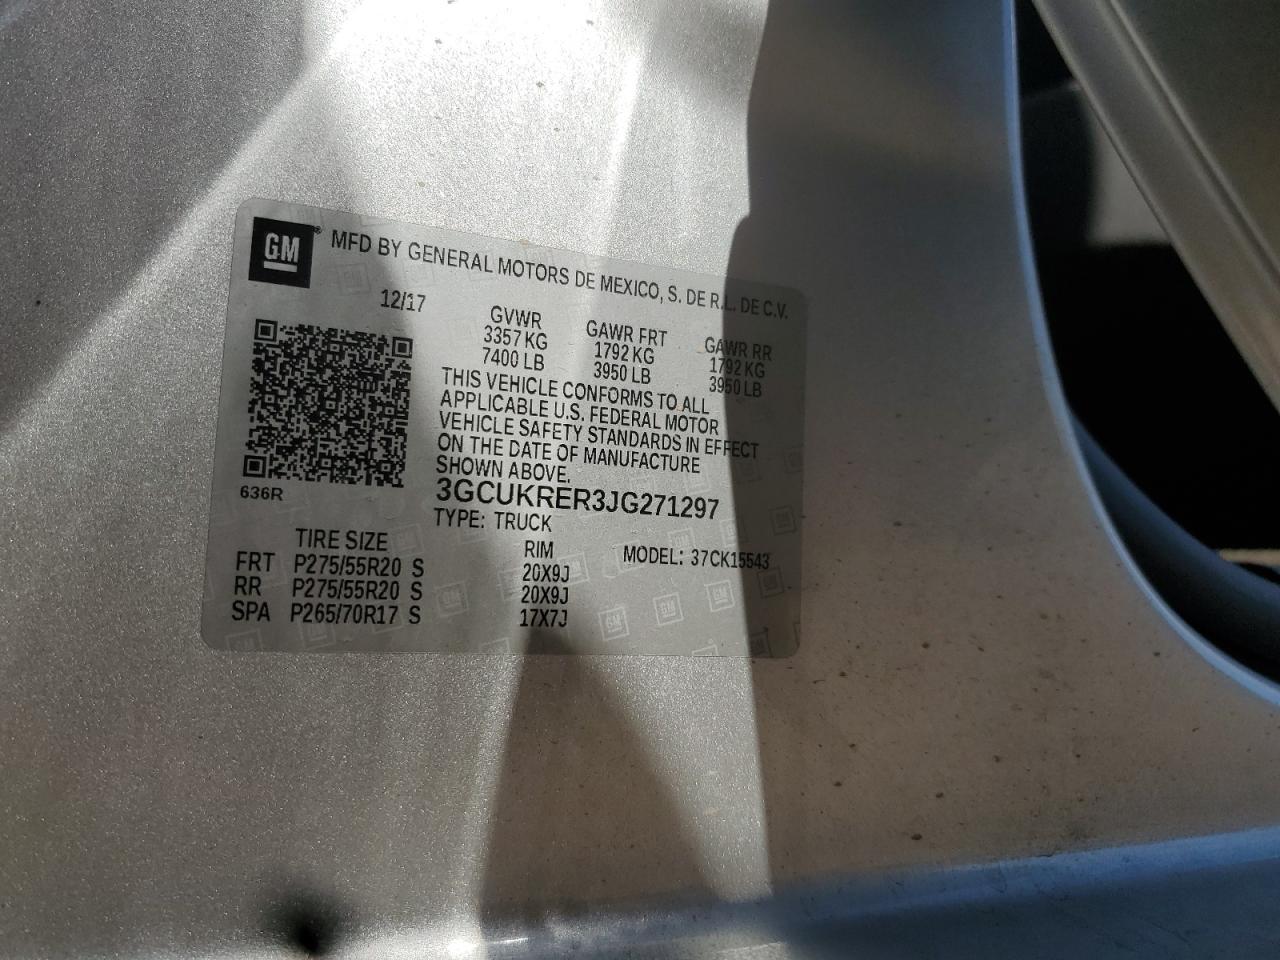 GM
MFD BY GENERAL MOTORS DE MEXICO, S. DE R.L. DE C.V.
12/17
GVWR GAWR FRT GAWR RR
3357 KG 1792 KG 1792 KG
7400 LB 3950 LB 3950 LB
THIS VEHICLE CONFORMS TO ALL
APPLICABLE U.S. FEDERAL MOTOR
VEHICLE SAFETY STANDARDS IN EFFECT
ON THE DATE OF MANUFACTURE
SHOWN ABOVE.
636R
3GCUKRER3JG271297
TYPE: TRUCK
TIRE SIZE RIM MODEL: 37CK15543
FRT P275/55R20 S 20X9J
RR P275/55R20 S 20X9J
SPA P265/70R17 S 17X7J